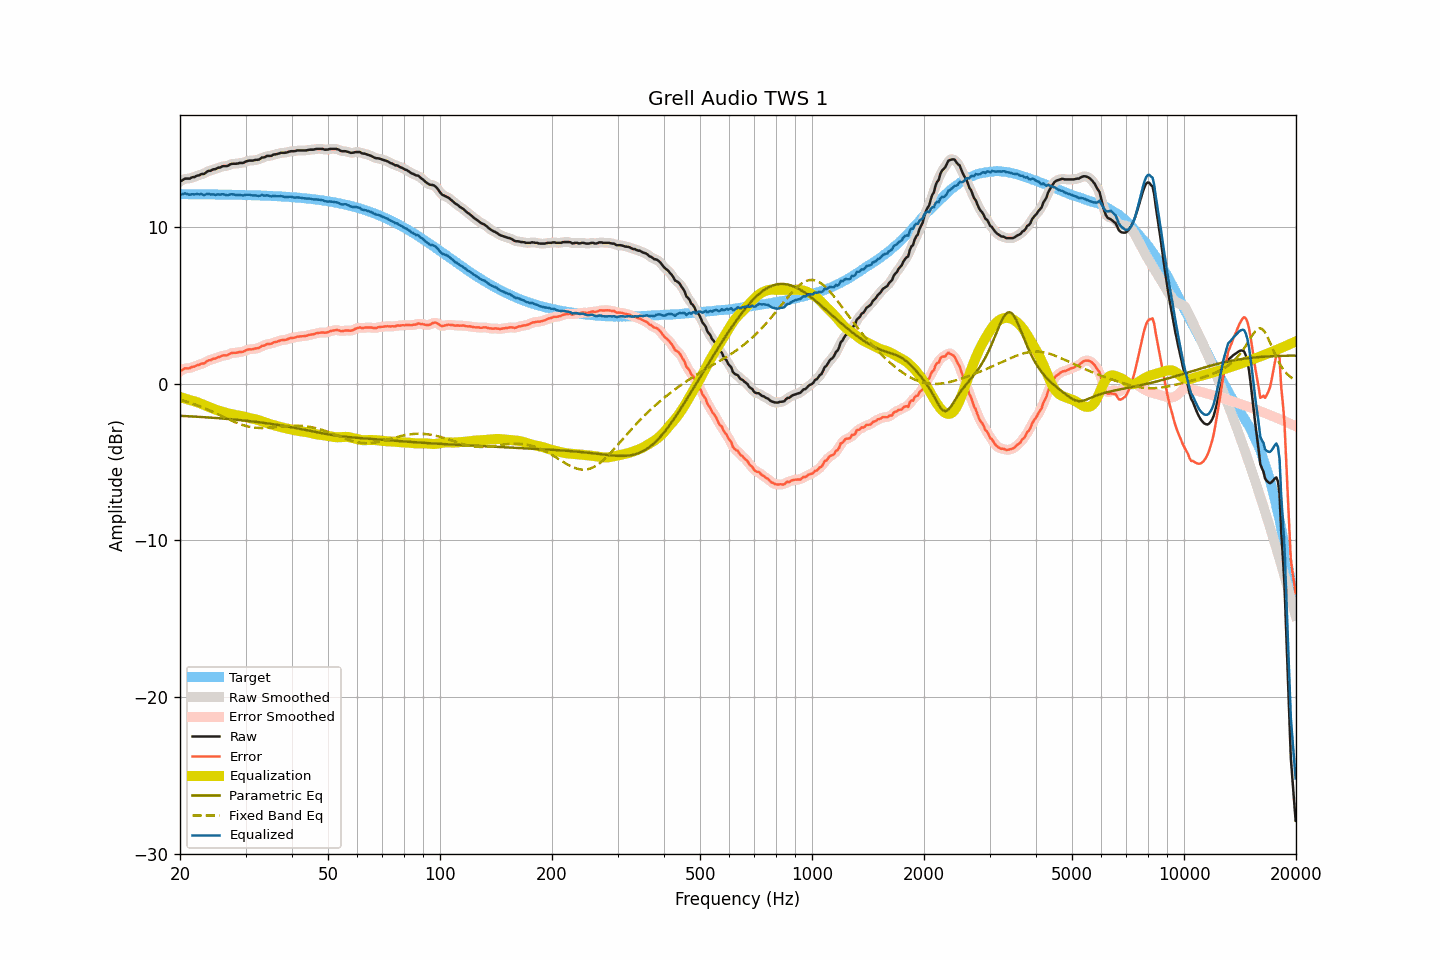 Grell Audio TWS 1
10
0
−10
−20
−30
Amplitude (dBr)
Target
Raw Smoothed
Error Smoothed
Raw
Error
Equalization
Parametric Eq
Fixed Band Eq
Equalized
20 50 100 200 500 1000 2000 5000 10000 20000
Frequency (Hz)